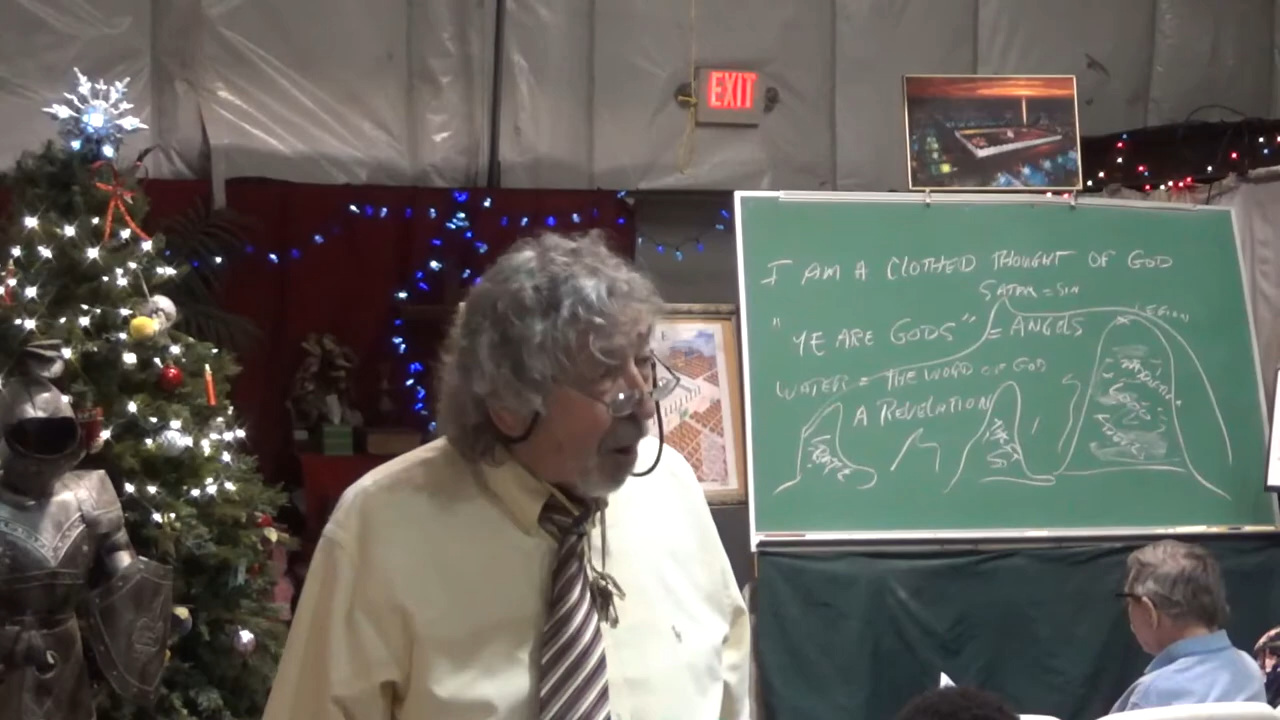 EXIT
I AM A CLOTHED THOUGHT OF GOD
SATAN = SIN
LEGION
"YE ARE GODS" = ANGELS
WATER = THE WORD OF GOD
A REVELATION